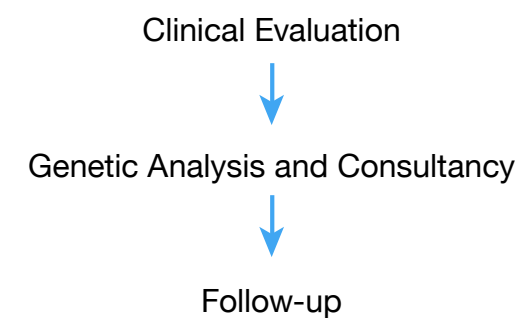 Clinical Evaluation
Genetic Analysis and Consultancy
Follow-up